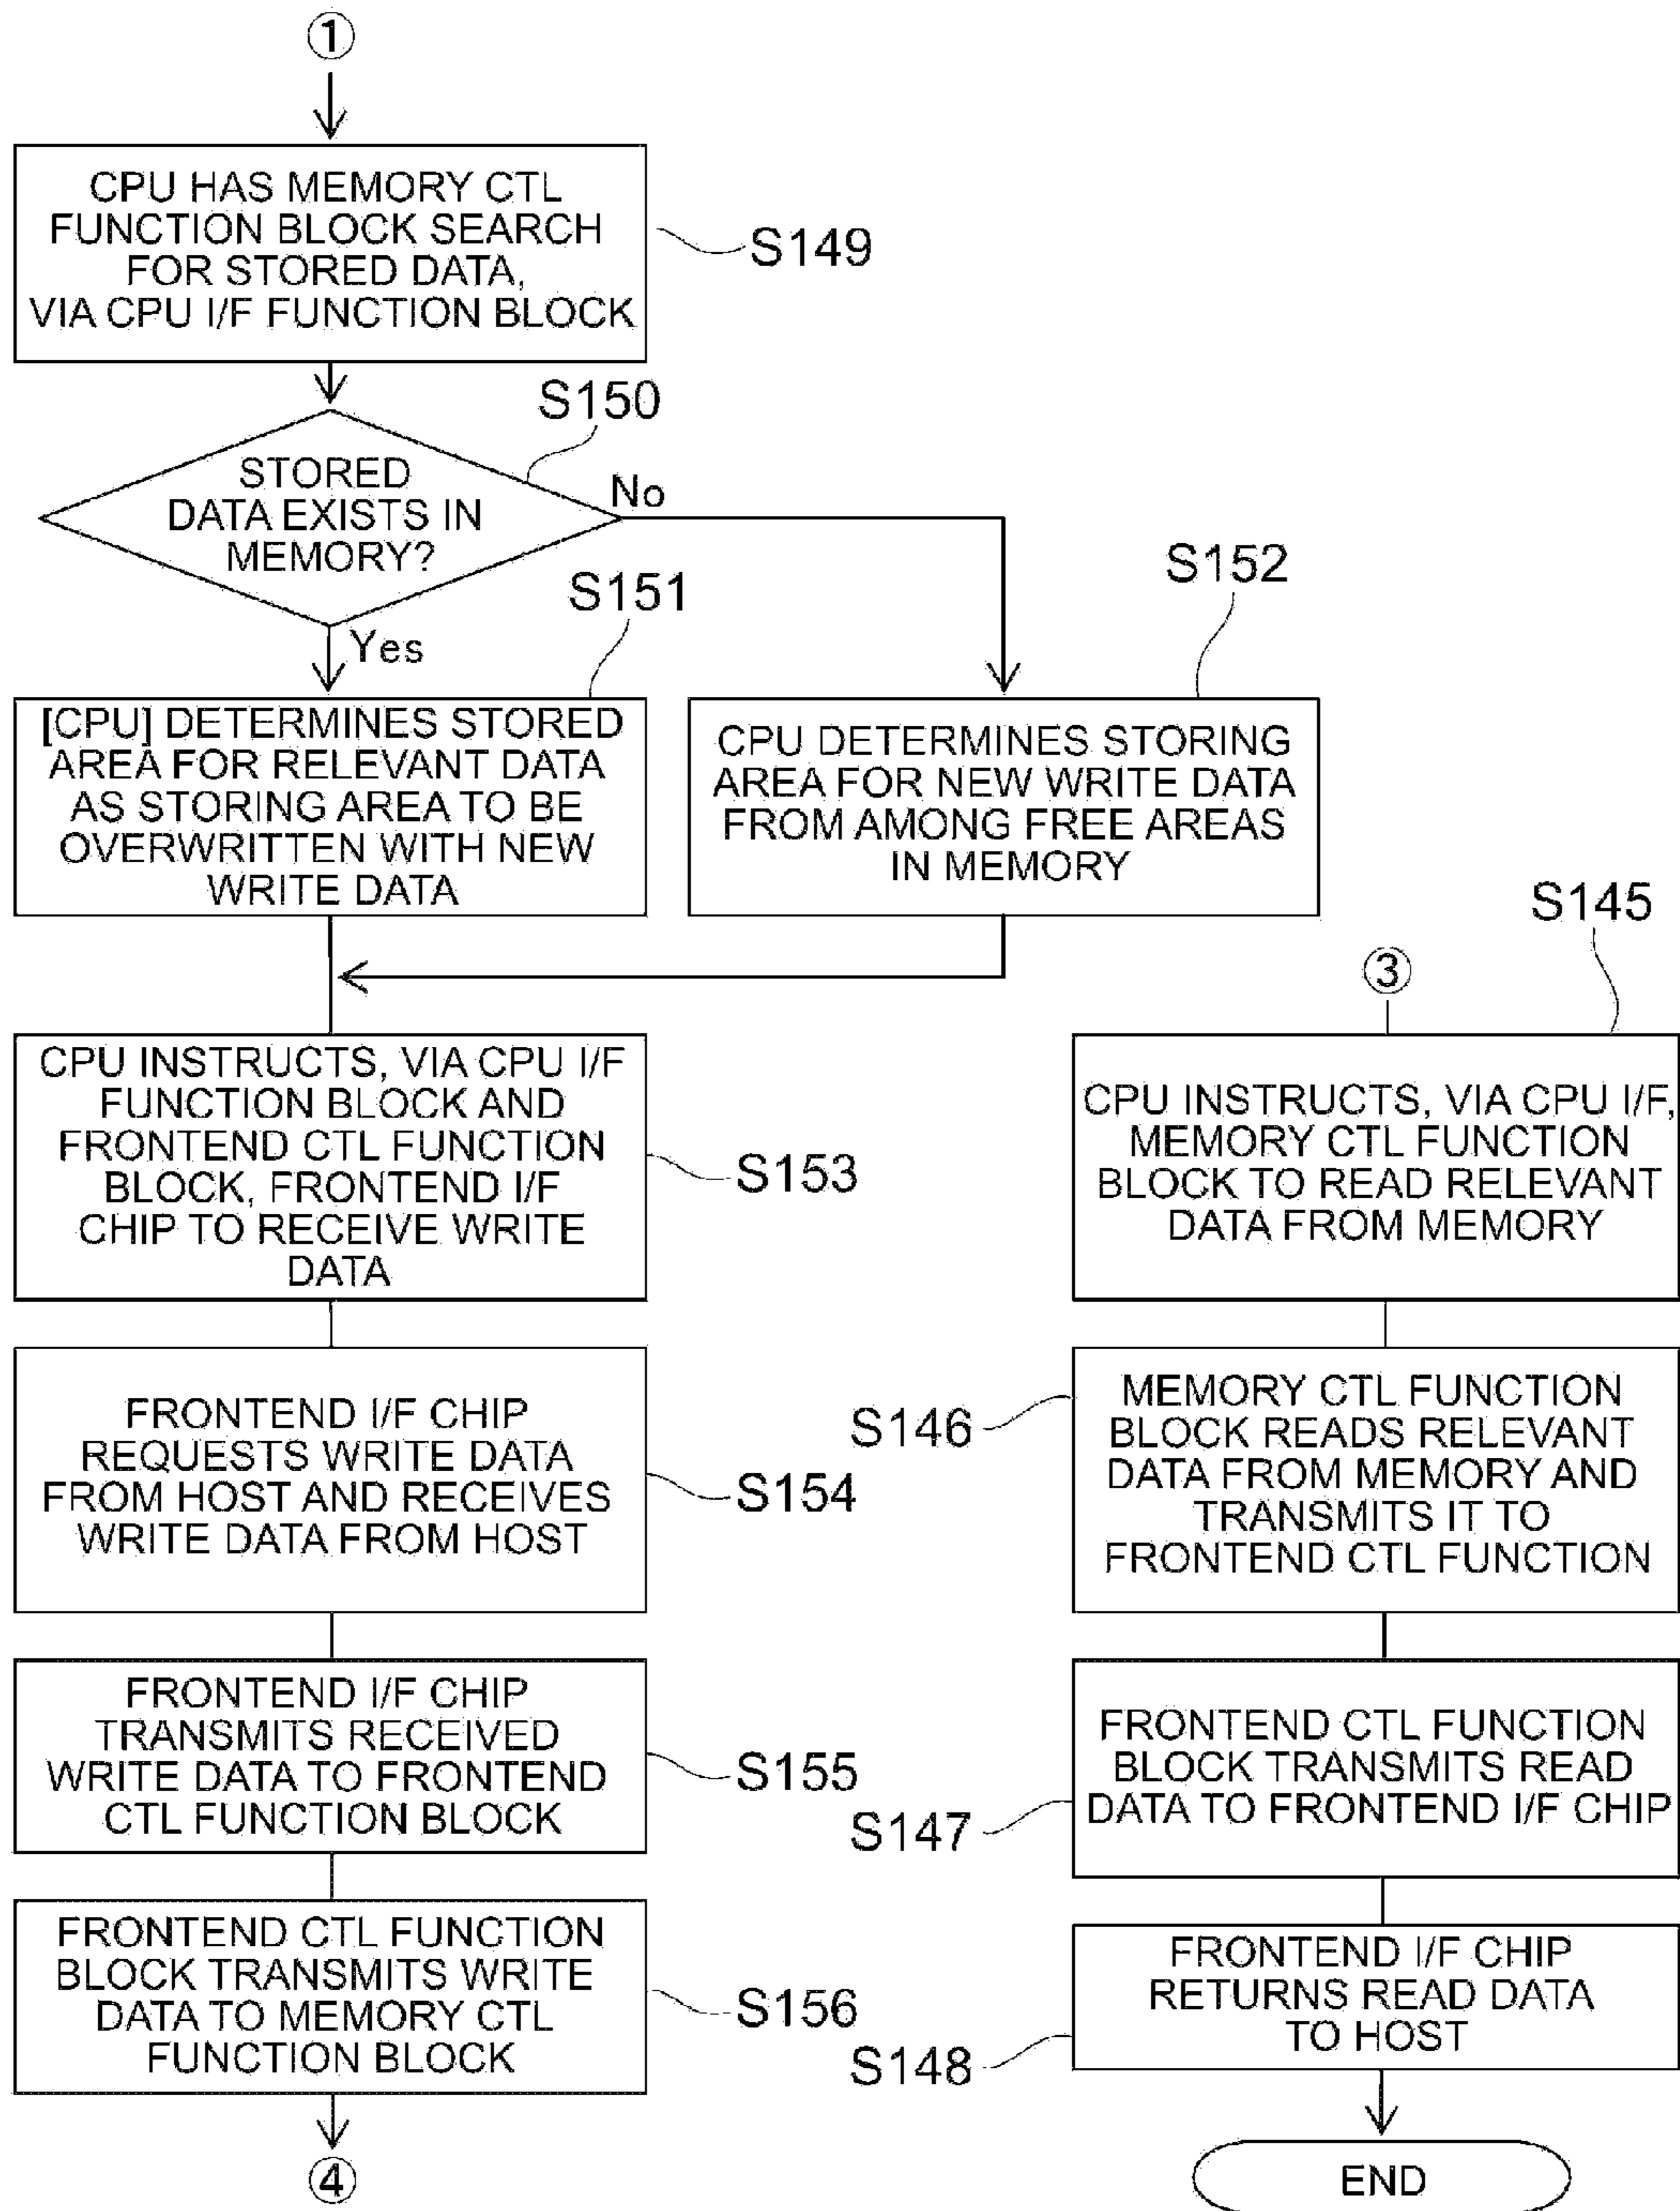 ①
CPU HAS MEMORY CTL
FUNCTION BLOCK SEARCH
FOR STORED DATA,
VIA CPU I/F FUNCTION BLOCK
S149
S150
STORED
DATA EXISTS IN
MEMORY?
No
Yes
S151
[CPU] DETERMINES STORED
AREA FOR RELEVANT DATA
AS STORING AREA TO BE
OVERWRITTEN WITH NEW
WRITE DATA
S152
CPU DETERMINES STORING
AREA FOR NEW WRITE DATA
FROM AMONG FREE AREAS
IN MEMORY
CPU INSTRUCTS, VIA CPU I/F
FUNCTION BLOCK AND
FRONTEND CTL FUNCTION
BLOCK, FRONTEND I/F
CHIP TO RECEIVE WRITE
DATA
S153
FRONTEND I/F CHIP
REQUESTS WRITE DATA
FROM HOST AND RECEIVES
WRITE DATA FROM HOST
S154
FRONTEND I/F CHIP
TRANSMITS RECEIVED
WRITE DATA TO FRONTEND
CTL FUNCTION BLOCK
S155
FRONTEND CTL FUNCTION
BLOCK TRANSMITS WRITE
DATA TO MEMORY CTL
FUNCTION BLOCK
S156
④
③
S145
CPU INSTRUCTS, VIA CPU I/F,
MEMORY CTL FUNCTION
BLOCK TO READ RELEVANT
DATA FROM MEMORY
S146
MEMORY CTL FUNCTION
BLOCK READS RELEVANT
DATA FROM MEMORY AND
TRANSMITS IT TO
FRONTEND CTL FUNCTION
S147
FRONTEND CTL FUNCTION
BLOCK TRANSMITS READ
DATA TO FRONTEND I/F CHIP
S148
FRONTEND I/F CHIP
RETURNS READ DATA
TO HOST
END